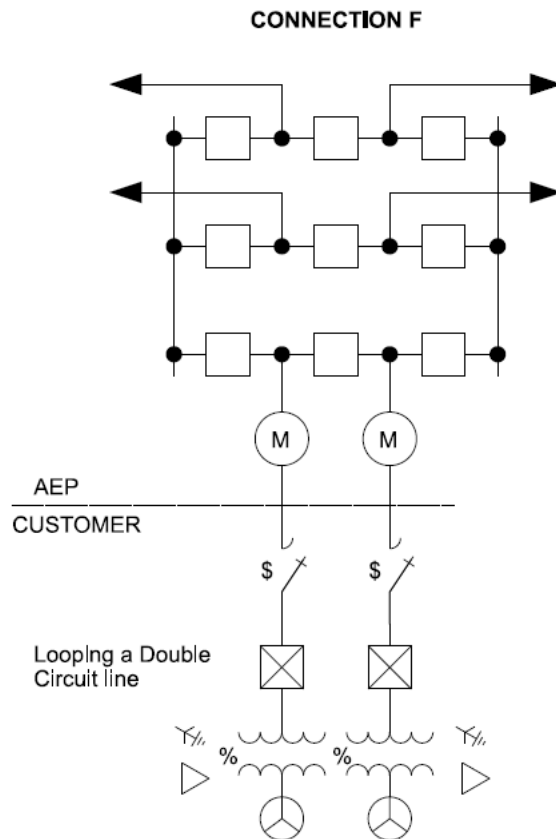 CONNECTION F
M M
AEP
CUSTOMER
$ $
Looping a Double
Circuit line
% %